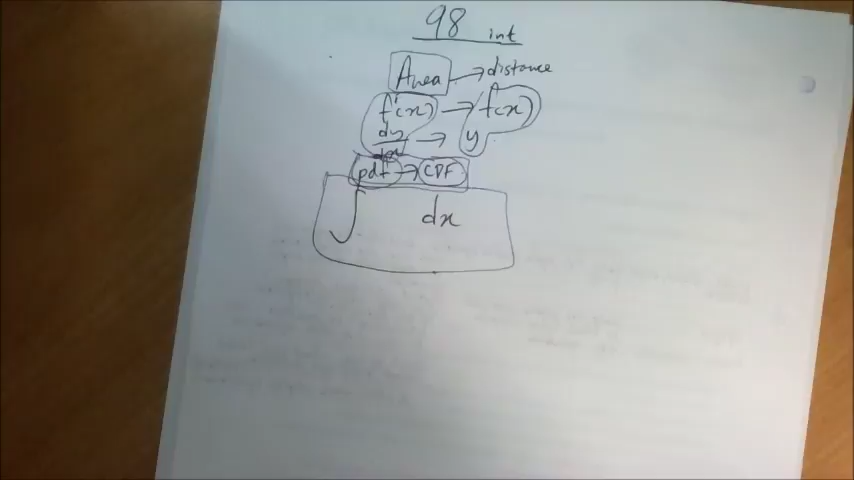 98 int
Area → distance
f'(x) → f(x)
dy/dx → y
pdf → CDF
∫ dx